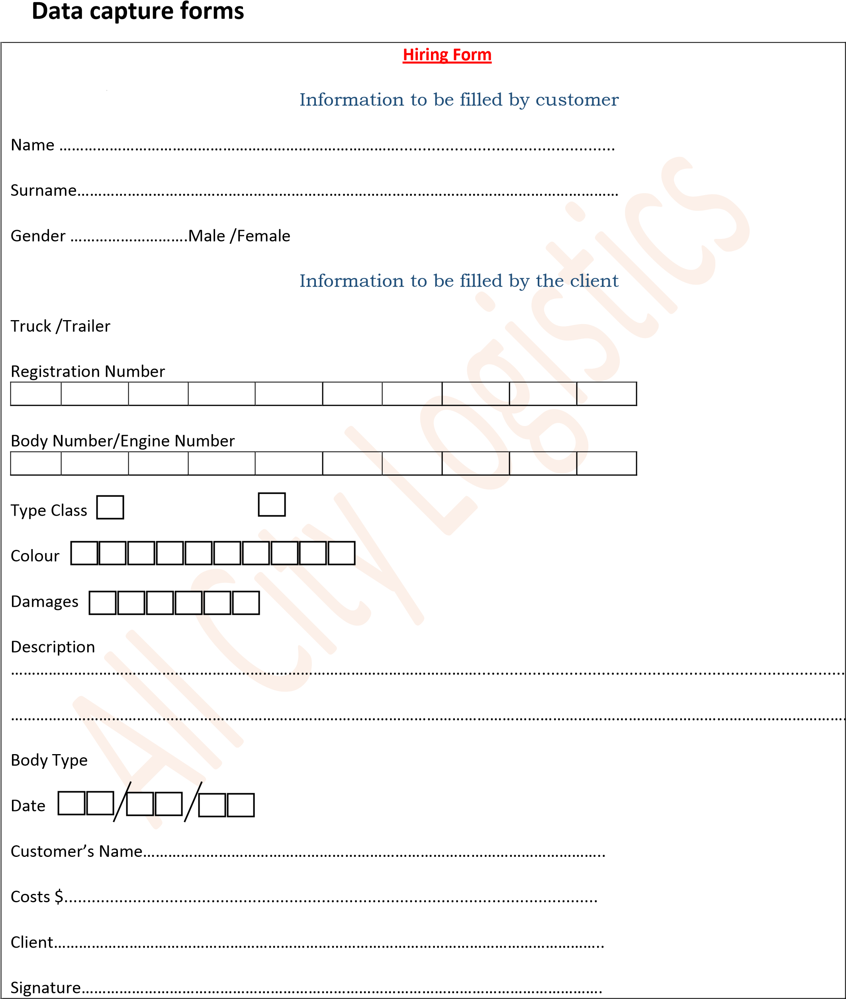 Data capture forms
Hiring Form
Information to be filled by customer
Name ........................................................................................................
Surname........................................................................................................
Gender ............................Male /Female
Information to be filled by the client
Truck /Trailer
Registration Number
Body Number/Engine Number
Type Class
Colour
Damages
Description
........................................................................................................
........................................................................................................
Body Type
Date / /
Customer’s Name........................................................................................................
Costs $........................................................................................................
Client........................................................................................................
Signature........................................................................................................
All City Logistics